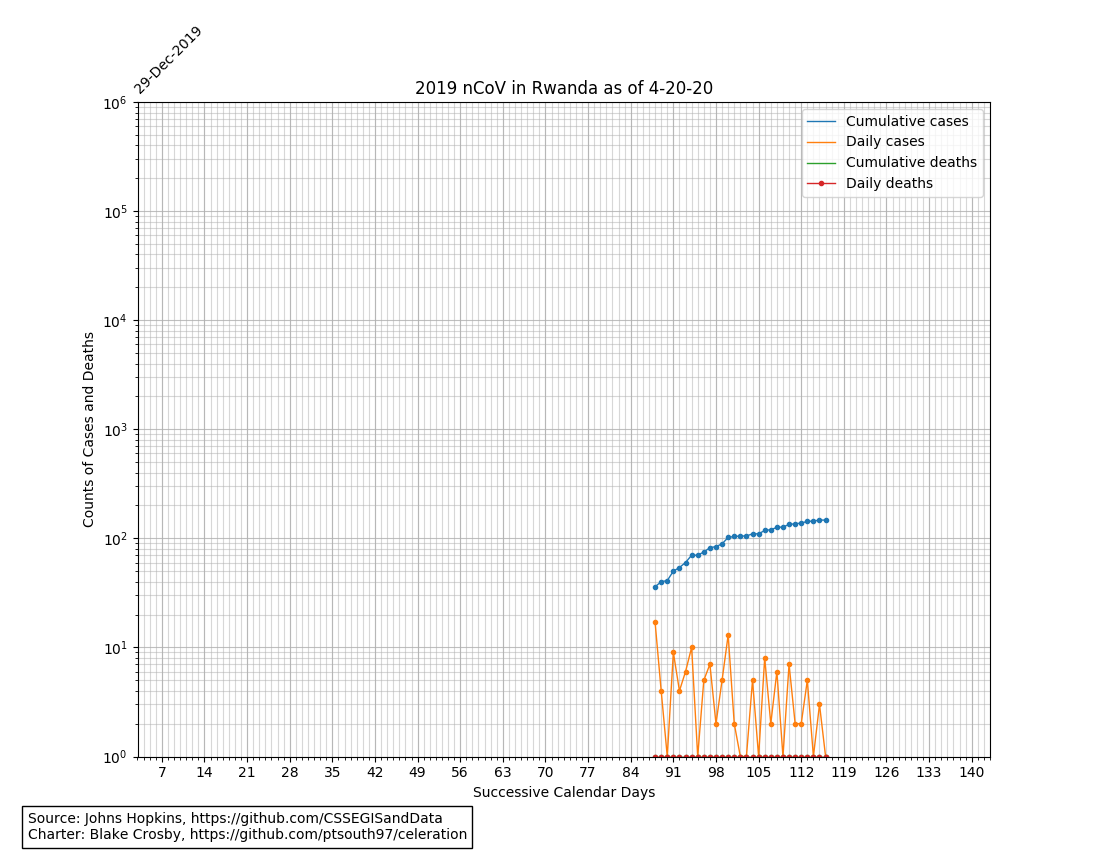 29-Dec-2019
2019 nCoV in Rwanda as of 4-20-20
Cumulative cases
Daily cases
Cumulative deaths
Daily deaths
10^6
10^5
10^4
10^3
10^2
10^1
10^0
Counts of Cases and Deaths
7 14 21 28 35 42 49 56 63 70 77 84 91 98 105 112 119 126 133 140
Successive Calendar Days
Source: Johns Hopkins, https://github.com/CSSEGISandData
Charter: Blake Crosby, https://github.com/ptsouth97/celeration